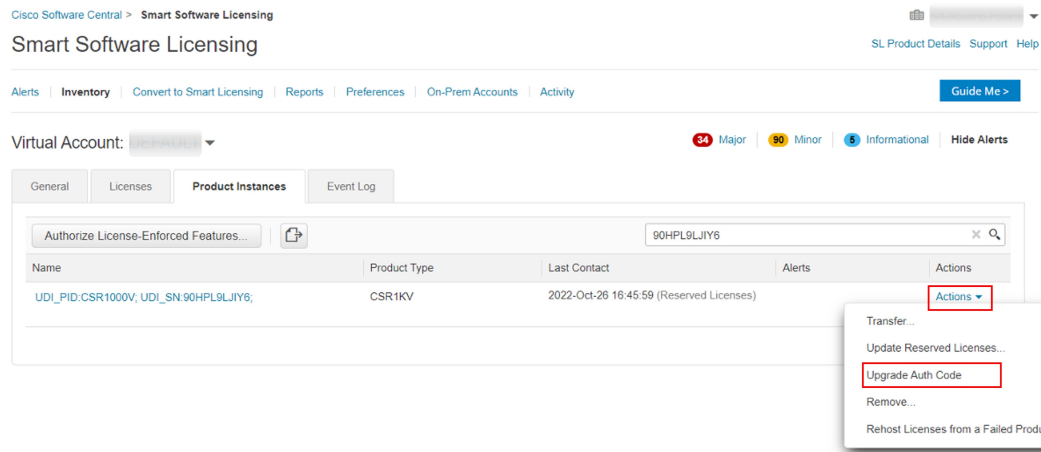 Cisco Software Central > Smart Software Licensing
Smart Software Licensing
SL Product Details Support Help
Alerts Inventory Convert to Smart Licensing Reports Preferences On-Prem Accounts Activity Guide Me >
Virtual Account: 34 Major 90 Minor 5 Informational Hide Alerts
General Licenses Product Instances Event Log
Authorize License-Enforced Features... 90HPL9LJIY6
Name Product Type Last Contact Alerts Actions
UDI_PID:CSR1000V; UDI_SN:90HPL9LJIY6; CSR1KV 2022-Oct-26 16:45:59 (Reserved Licenses) Actions
Transfer...
Update Reserved Licenses...
Upgrade Auth Code
Remove...
Rehost Licenses from a Failed Produ